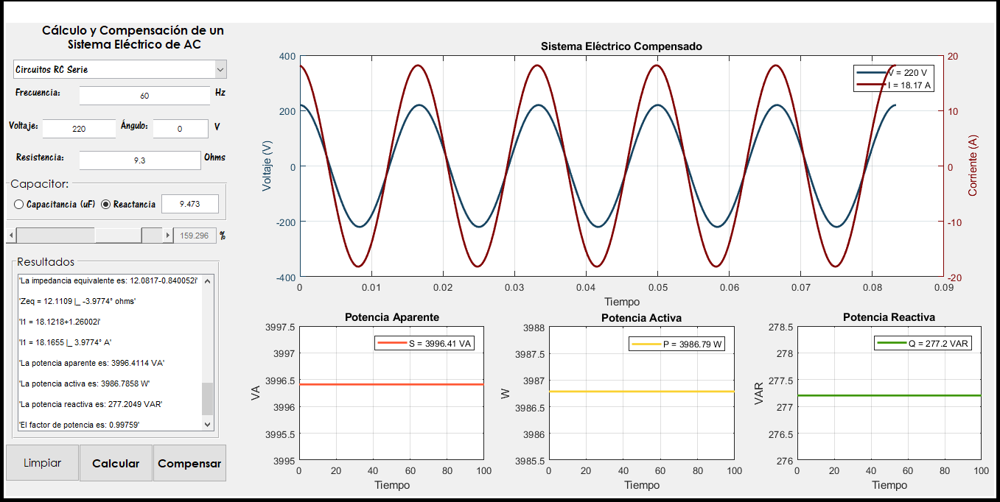 Cálculo y Compensación de un
Sistema Eléctrico de AC
Circuitos RC Serie
Frecuencia: 60 Hz
Voltaje: 220 Ángulo: 0 V
Resistencia: 9.3 Ohms
Capacitor:
Capacitancia (uF) Reactancia 9.473
159.296 %
Resultados
'La impedancia equivalente es: 12.0817-0.840052i'
'Zeq = 12.1109 |_ -3.9774° ohms'
'I1 = 18.1218+1.26002i'
'I1 = 18.1655 |_ 3.9774° A'
'La potencia aparente es: 3996.4114 VA'
'La potencia activa es: 3986.7858 W'
'La potencia reactiva es: 277.2049 VAR'
'El factor de potencia es: 0.99759'
Limpiar Calcular Compensar
Sistema Eléctrico Compensado
Voltaje (V)
400
200
0
-200
-400
V = 220 V
I = 18.17 A
20
10
0
-10
-20
Corriente (A)
0 0.01 0.02 0.03 0.04 0.05 0.06 0.07 0.08 0.09
Tiempo
Potencia Aparente
VA
3997.5
3997
3996.5
3996
3995.5
3995
S = 3996.41 VA
0 20 40 60 80 100
Tiempo
Potencia Activa
W
3988
3987.5
3987
3986.5
3986
3985.5
P = 3986.79 W
0 20 40 60 80 100
Tiempo
Potencia Reactiva
VAR
278.5
278
277.5
277
276.5
276
Q = 277.2 VAR
0 20 40 60 80 100
Tiempo